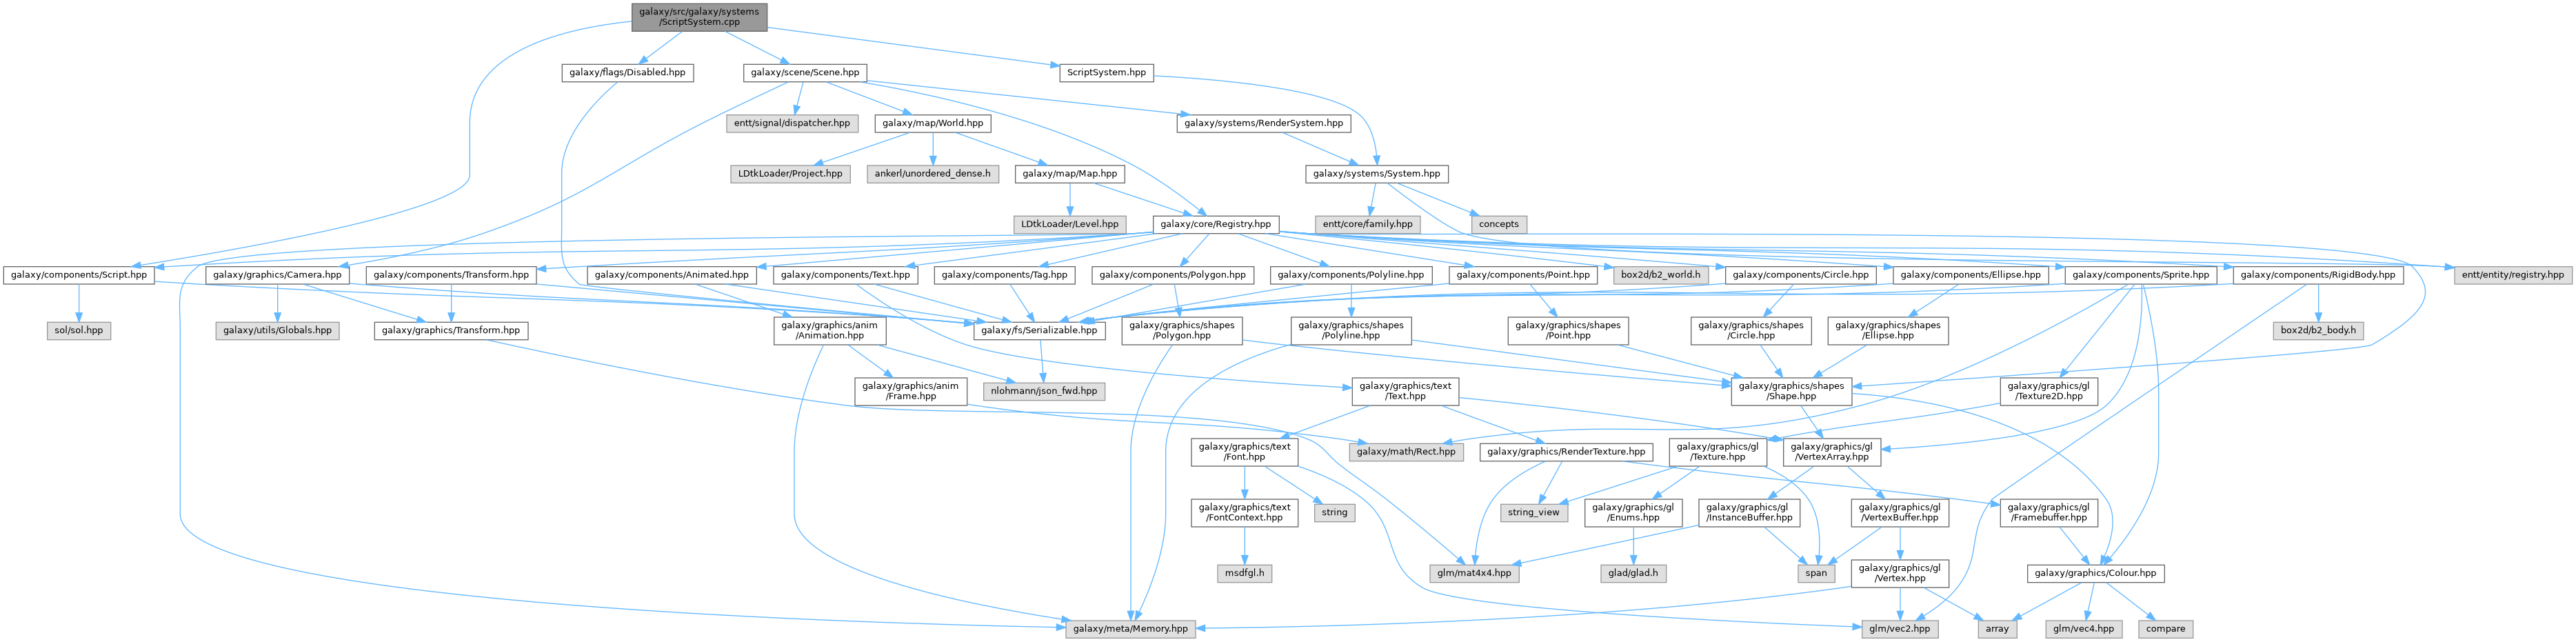 galaxy/src/galaxy/systems
/ScriptSystem.cpp
galaxy/flags/Disabled.hpp
galaxy/scene/Scene.hpp
ScriptSystem.hpp
entt/signal/dispatcher.hpp
galaxy/map/World.hpp
galaxy/systems/RenderSystem.hpp
LDtkLoader/Project.hpp
ankerl/unordered_dense.h
galaxy/map/Map.hpp
galaxy/systems/System.hpp
LDtkLoader/Level.hpp
galaxy/core/Registry.hpp
entt/core/family.hpp
concepts
galaxy/components/Script.hpp
galaxy/graphics/Camera.hpp
galaxy/components/Transform.hpp
galaxy/components/Animated.hpp
galaxy/components/Text.hpp
galaxy/components/Tag.hpp
galaxy/components/Polygon.hpp
galaxy/components/Polyline.hpp
galaxy/components/Point.hpp
box2d/b2_world.h
galaxy/components/Circle.hpp
galaxy/components/Ellipse.hpp
galaxy/components/Sprite.hpp
galaxy/components/RigidBody.hpp
entt/entity/registry.hpp
sol/sol.hpp
galaxy/utils/Globals.hpp
galaxy/graphics/Transform.hpp
galaxy/graphics/anim
/Animation.hpp
galaxy/fs/Serializable.hpp
galaxy/graphics/shapes
/Polygon.hpp
galaxy/graphics/shapes
/Polyline.hpp
galaxy/graphics/shapes
/Point.hpp
galaxy/graphics/shapes
/Circle.hpp
galaxy/graphics/shapes
/Ellipse.hpp
box2d/b2_body.h
galaxy/graphics/anim
/Frame.hpp
nlohmann/json_fwd.hpp
galaxy/graphics/text
/Text.hpp
galaxy/graphics/shapes
/Shape.hpp
galaxy/graphics/gl
/Texture2D.hpp
galaxy/graphics/text
/Font.hpp
galaxy/math/Rect.hpp
galaxy/graphics/RenderTexture.hpp
galaxy/graphics/gl
/Texture.hpp
galaxy/graphics/gl
/VertexArray.hpp
galaxy/graphics/text
/FontContext.hpp
string
string_view
galaxy/graphics/gl
/Enums.hpp
galaxy/graphics/gl
/InstanceBuffer.hpp
galaxy/graphics/gl
/VertexBuffer.hpp
galaxy/graphics/gl
/Framebuffer.hpp
msdfgl.h
glm/mat4x4.hpp
glad/glad.h
span
galaxy/graphics/gl
/Vertex.hpp
galaxy/graphics/Colour.hpp
galaxy/meta/Memory.hpp
glm/vec2.hpp
array
glm/vec4.hpp
compare